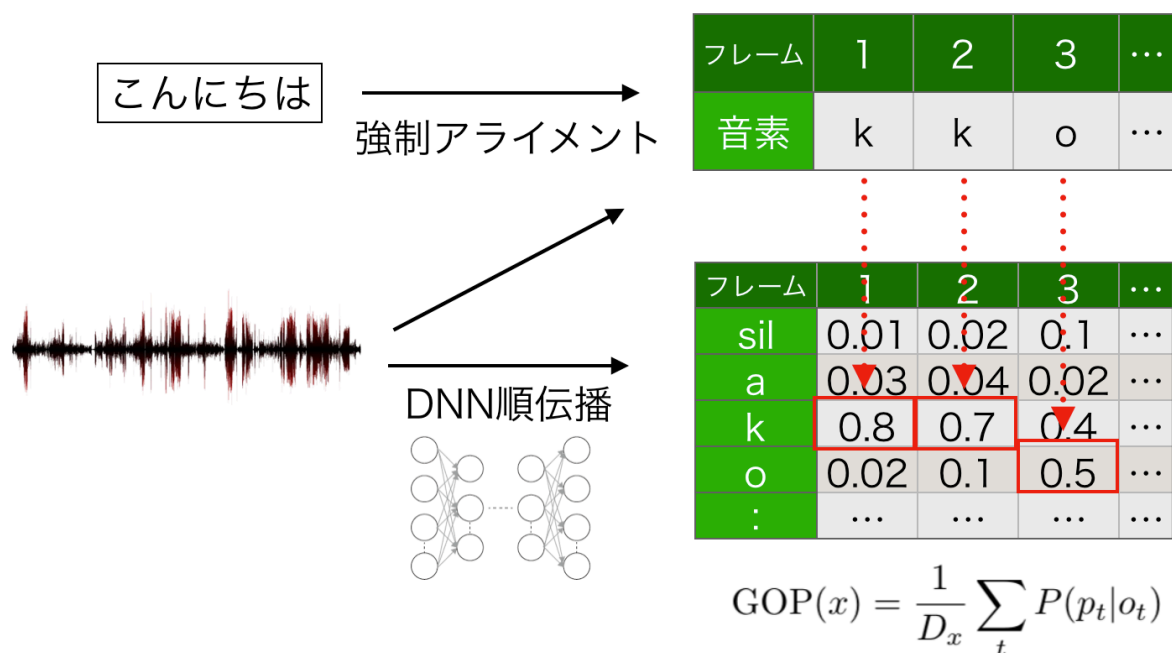 こんにちは
強制アライメント
フレーム 1 2 3 …
音素 k k o …
DNN順伝播
フレーム 1 2 3 …
sil 0.01 0.02 0.1 …
a 0.03 0.04 0.02 …
k 0.8 0.7 0.4
o 0.02 0.1 0.5 …
: … … … …
GOP(x) = \frac{1}{D_x} \sum_t P(p_t|o_t)